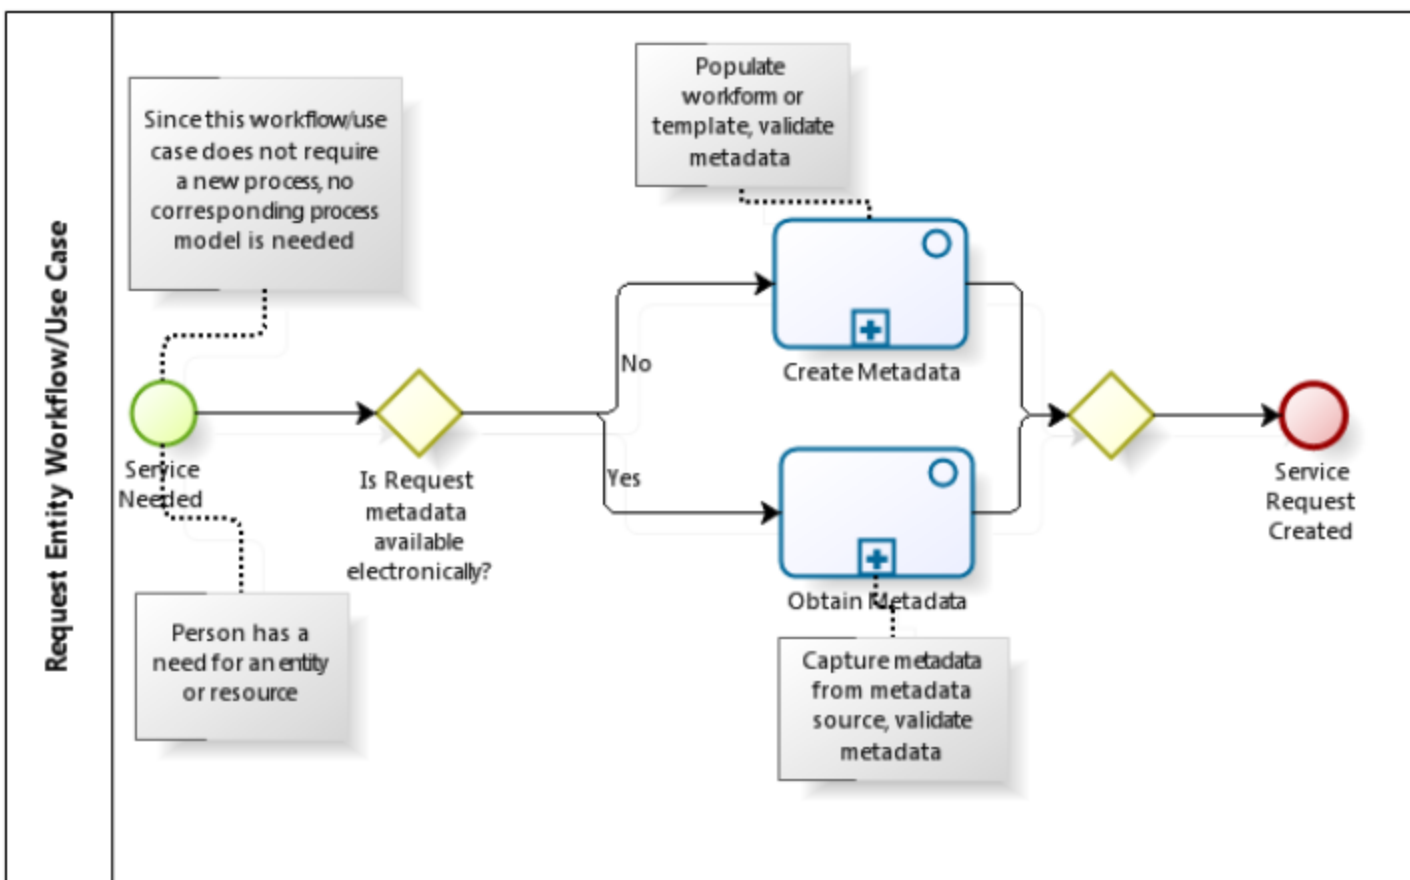 Request Entity Workflow/Use Case
Since this workflow/use
case does not require
a new process, no
corresponding process
model is needed
Populate
workform or
template, validate
metadata
No
Create Metadata
Service
Needed
Is Request
metadata
available
electronically?
Yes
Service
Request
Created
Obtain Metadata
Person has a
need for an entity
or resource
Capture metadata
from metadata
source, validate
metadata